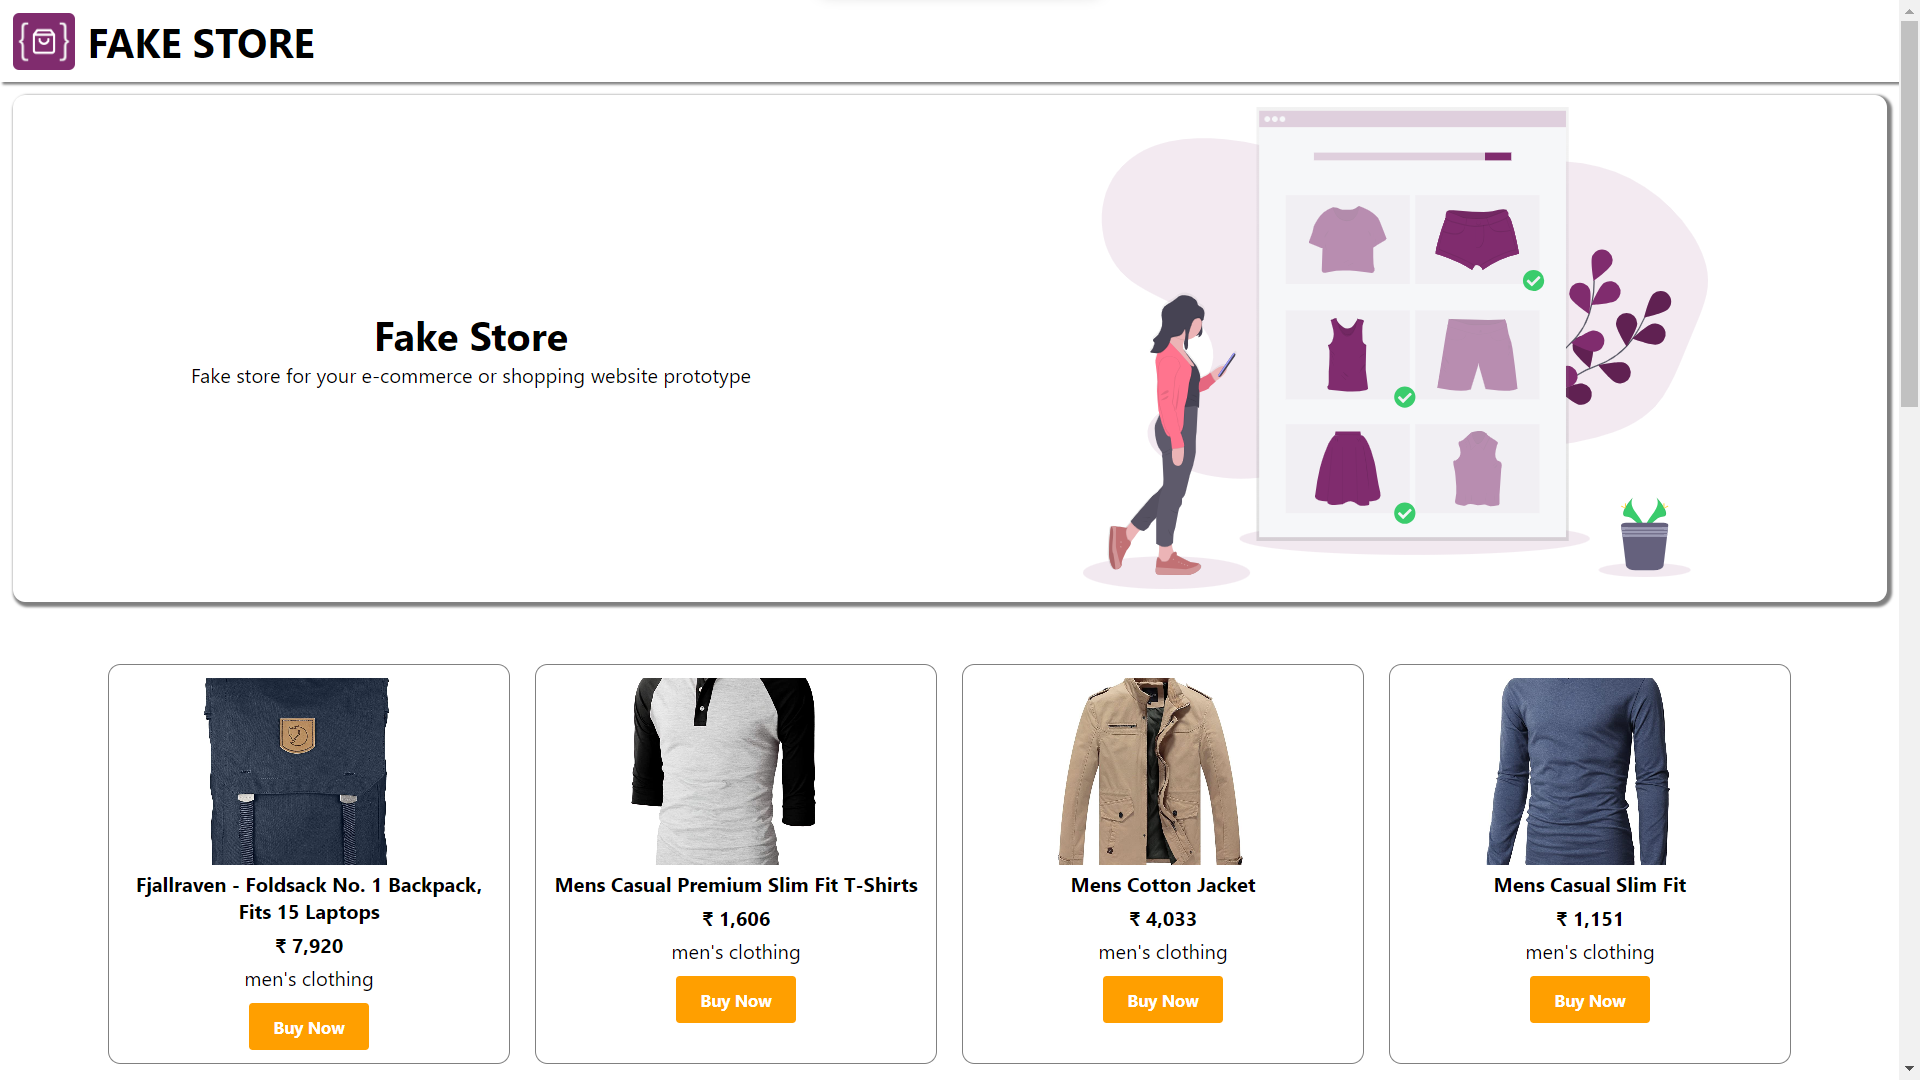 FAKE STORE
Fake Store
Fake store for your e-commerce or shopping website prototype
Fjallraven - Foldsack No. 1 Backpack,
Fits 15 Laptops
₹ 7,920
men's clothing
Buy Now
Mens Casual Premium Slim Fit T-Shirts
₹ 1,606
men's clothing
Buy Now
Mens Cotton Jacket
₹ 4,033
men's clothing
Buy Now
Mens Casual Slim Fit
₹ 1,151
men's clothing
Buy Now